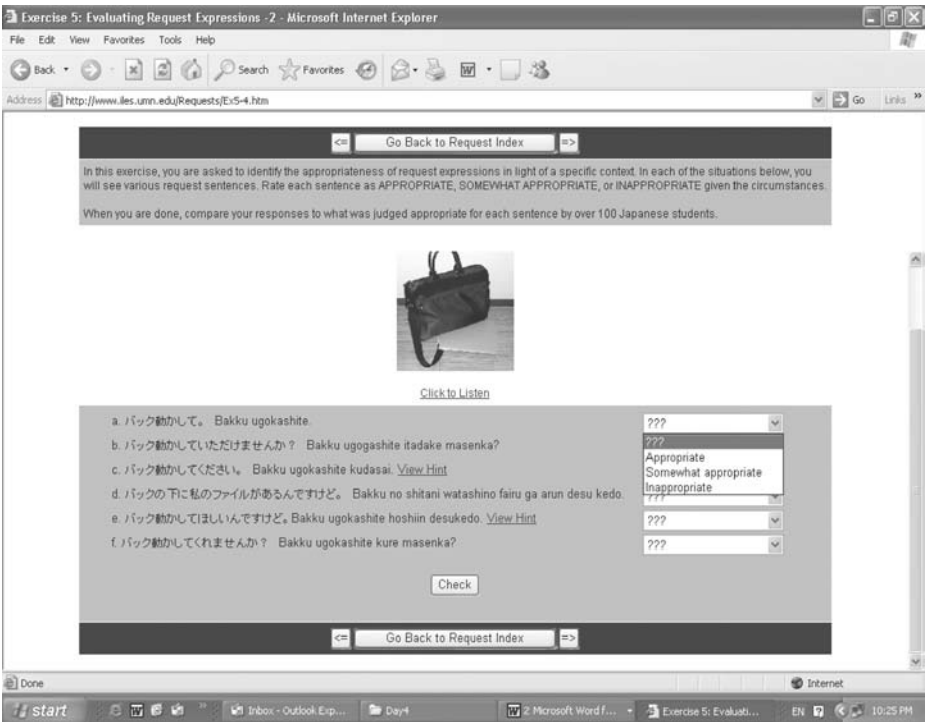 Exercise 5: Evaluating Request Expressions -2 - Microsoft Internet Explorer
File Edit View Favorites Tools Help
Back Search Favorites
Address http://www.iles.umn.edu/Requests/Ex5-4.htm Go Links »
<= Go Back to Request Index =>
In this exercise, you are asked to identify the appropriateness of request expressions in light of a specific context. In each of the situations below, you
will see various request sentences. Rate each sentence as APPROPRIATE, SOMEWHAT APPROPRIATE, or INAPPROPRIATE given the circumstances.
When you are done, compare your responses to what was judged appropriate for each sentence by over 100 Japanese students.
Click to Listen
a. バック動かして。 Bakku ugokashite. ???
???
b. バック動かしていただけませんか？ Bakku ugogashite itadake masenka? Appropriate
c. バック動かしてください。 Bakku ugokashite kudasai. View Hint Somewhat appropriate
Inappropriate
d. バックの下に私のファイルがあるんですけど。 Bakku no shitani watashino fairu ga arun desu kedo. ???
e. バック動かしてほしいんですけど。Bakku ugokashite hoshiin desukedo. View Hint ???
f. バック動かしてくれませんか？ Bakku ugokashite kure masenka? ???
Check
<= Go Back to Request Index =>
Done Internet
start » Inbox - Outlook Exp... Day4 2 Microsoft Word f... Exercise 5: Evaluati... EN 10:25 PM